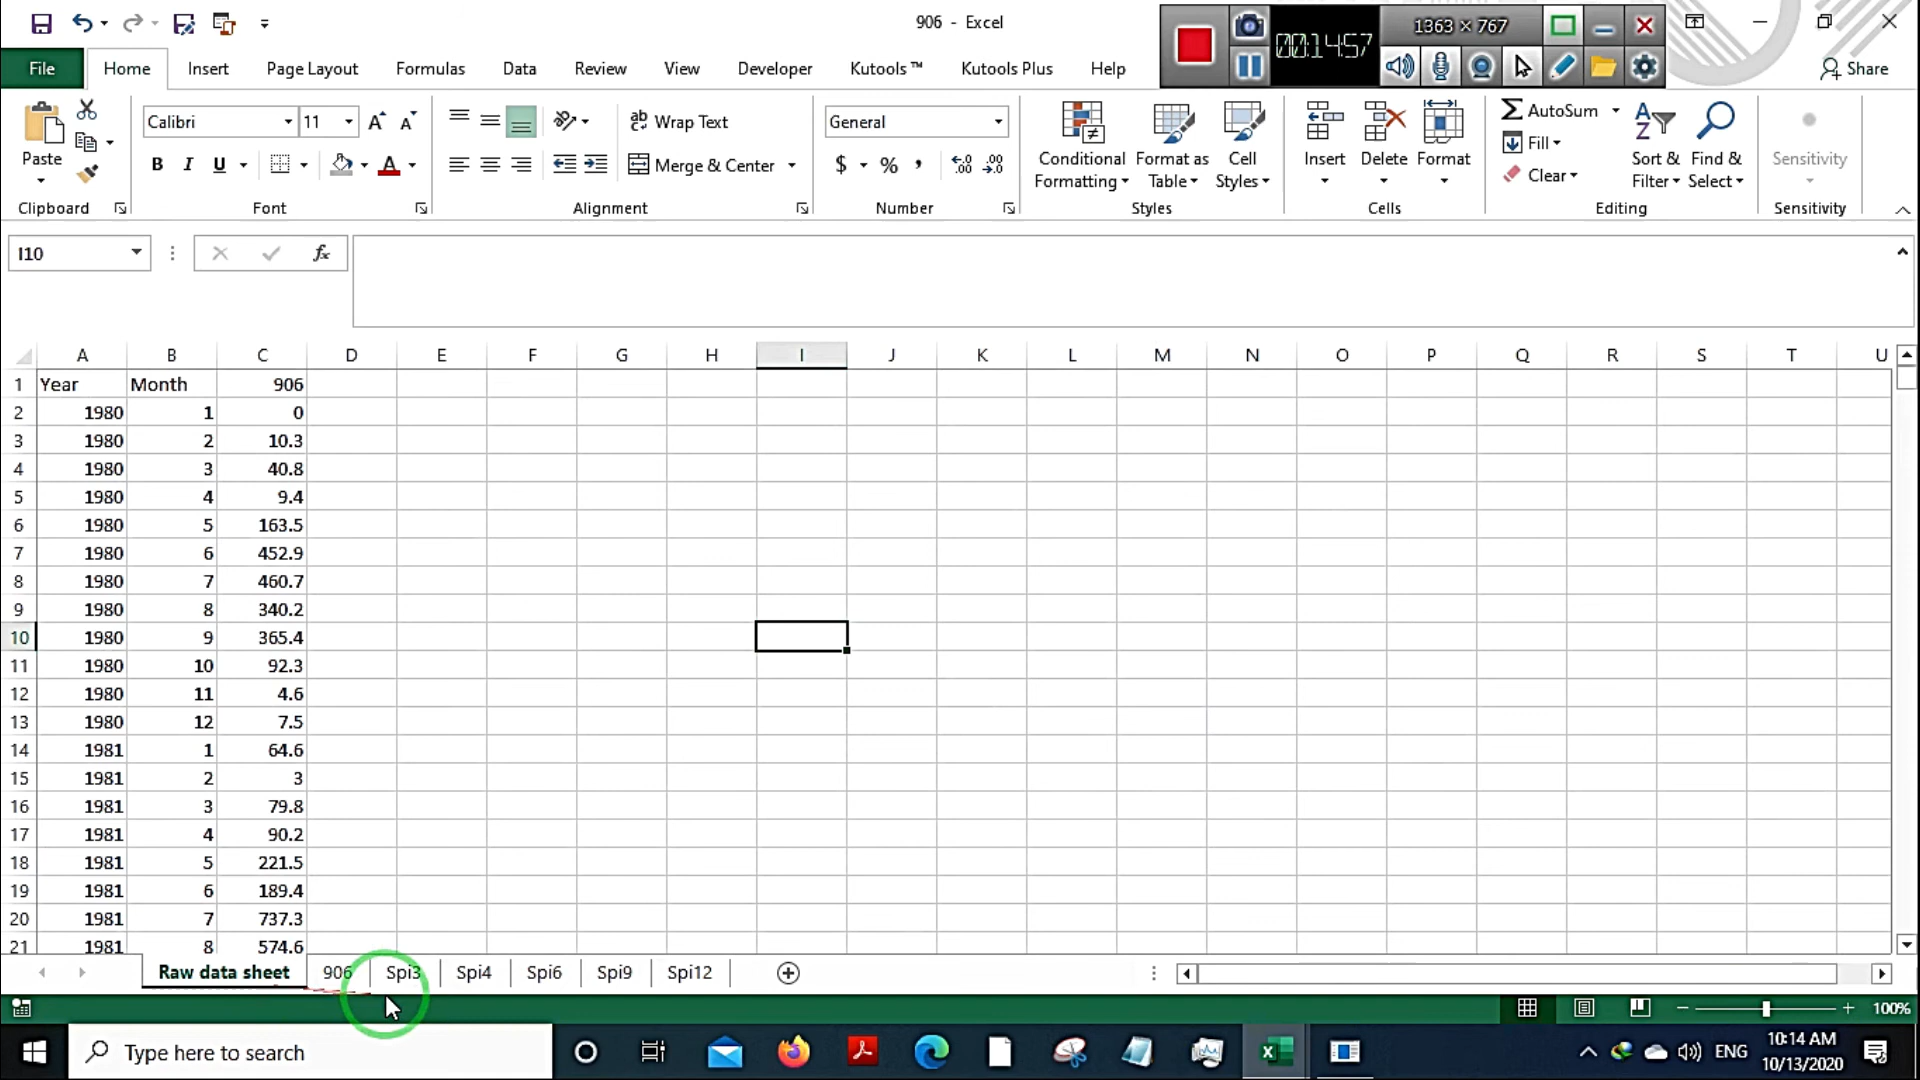 906 - Excel
00:14:57
1363 × 767
File Home Insert Page Layout Formulas Data Review View Developer Kutools ™ Kutools Plus Help Share
Paste
Clipboard
Calibri 11
B I U
Font
Wrap Text
Merge & Center
Alignment
General
$ % ,
Number
Conditional Formatting
Format as Table
Cell Styles
Styles
Insert Delete Format
Cells
AutoSum
Fill
Clear
Sort & Filter
Find & Select
Editing
Sensitivity
Sensitivity
I10 fx
A B C D E F G H I J K L M N O P Q R S T U
1 Year Month 906
2 1980 1 0
3 1980 2 10.3
4 1980 3 40.8
5 1980 4 9.4
6 1980 5 163.5
7 1980 6 452.9
8 1980 7 460.7
9 1980 8 340.2
10 1980 9 365.4
11 1980 10 92.3
12 1980 11 4.6
13 1980 12 7.5
14 1981 1 64.6
15 1981 2 3
16 1981 3 79.8
17 1981 4 90.2
18 1981 5 221.5
19 1981 6 189.4
20 1981 7 737.3
21 1981 8 574.6
Raw data sheet 906 Spi3 Spi4 Spi6 Spi9 Spi12
100%
Type here to search
ENG
10:14 AM
10/13/2020